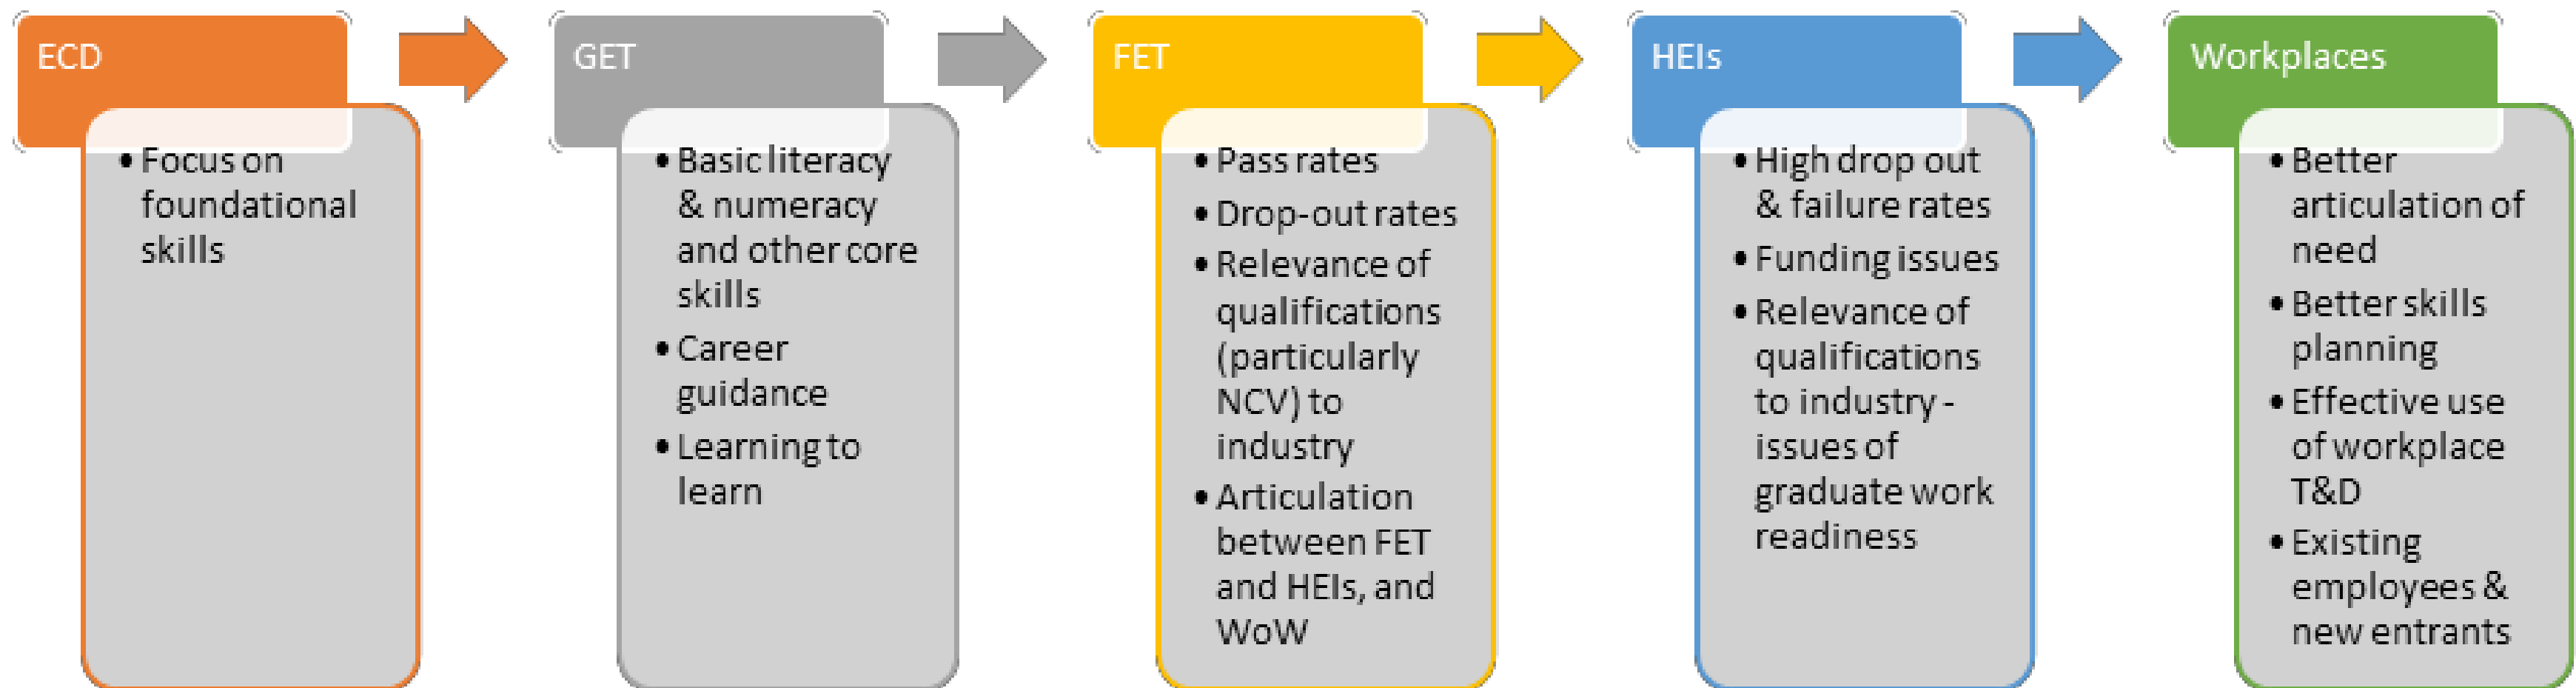 ECD
• Focus on
foundational
skills
GET
• Basic literacy
& numeracy
and other core
skills
• Career
guidance
• Learning to
learn
FET
• Pass rates
• Drop-out rates
• Relevance of
qualifications
(particularly
NCV) to
industry
• Articulation
between FET
and HEIs, and
WoW
HEIs
• High drop out
& failure rates
• Funding issues
• Relevance of
qualifications
to industry -
issues of
graduate work
readiness
Workplaces
• Better
articulation of
need
• Better skills
planning
• Effective use
of workplace
T&D
• Existing
employees &
new entrants